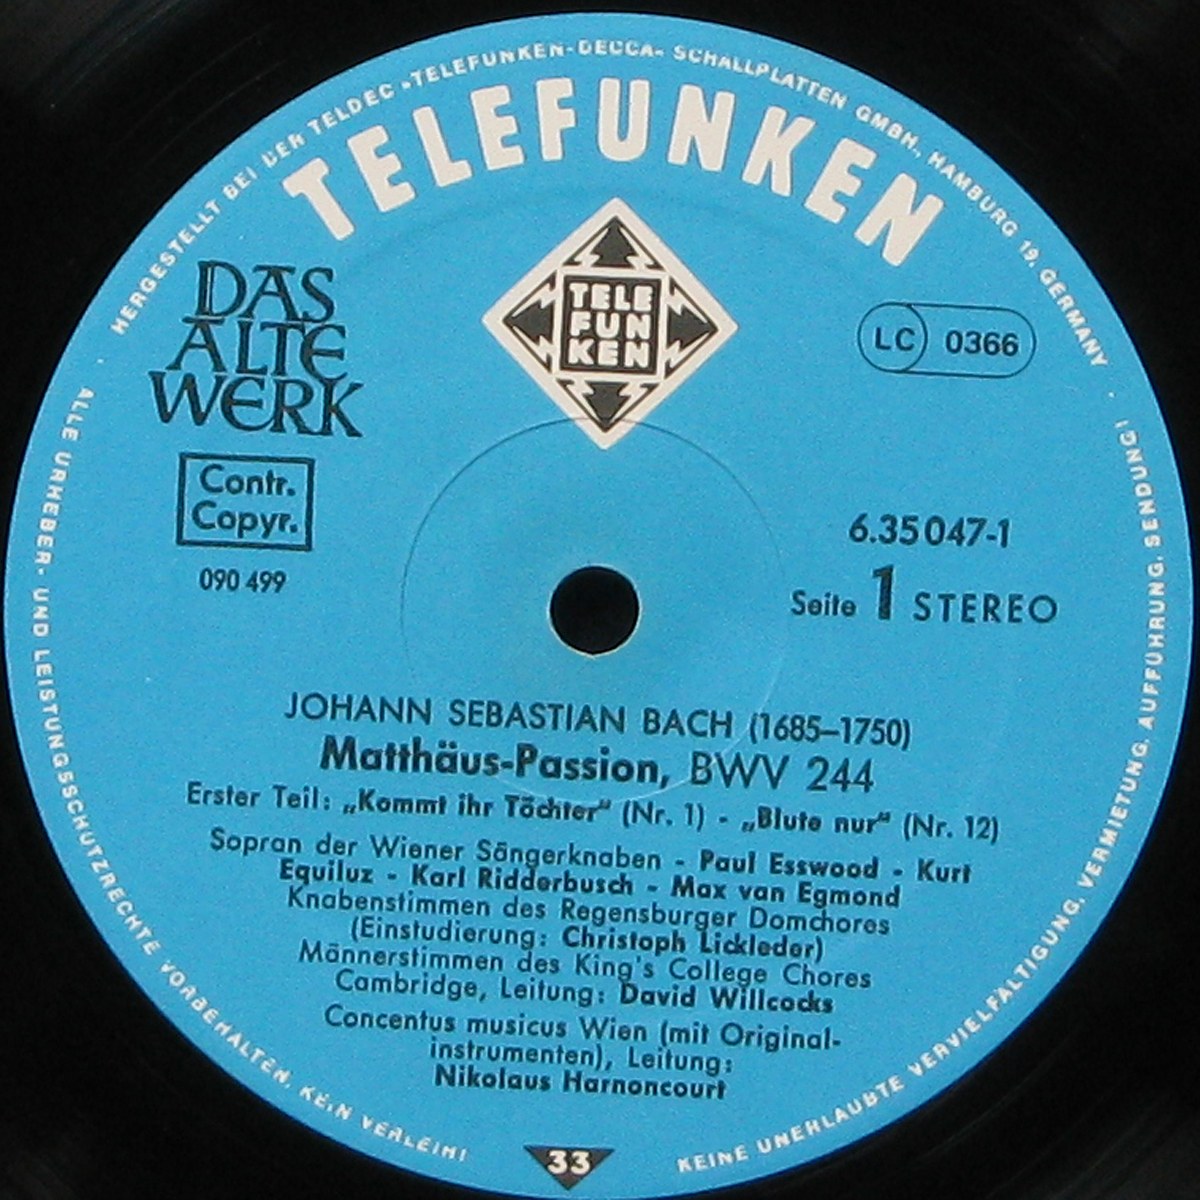 HERGESTELLT BEI DER TELDEC »TELEFUNKEN-DECCA« SCHALLPLATTEN GMBH., HAMBURG 19, GERMANY
TELEFUNKEN
TELE
FUN
KEN
DAS
ALTE
WERK
LC 0366
Contr.
Copyr.
090 499
6.35047-1
Seite 1 STEREO
JOHANN SEBASTIAN BACH (1685–1750)
Matthäus-Passion, BWV 244
Erster Teil: „Kommt ihr Töchter" (Nr. 1) - „Blute nur" (Nr. 12)
Sopran der Wiener Sängerknaben - Paul Esswood - Kurt
Equiluz - Karl Ridderbusch - Max van Egmond
Knabenstimmen des Regensburger Domchores
(Einstudierung: Christoph Lickleder)
Männerstimmen des King's College Chores
Cambridge, Leitung: David Willcocks
Concentus musicus Wien (mit Original-
instrumenten), Leitung:
Nikolaus Harnoncourt
33
ALLE URHEBER- UND LEISTUNGSSCHUTZRECHTE VORBEHALTEN. KEIN VERLEIH!
KEINE UNERLAUBTE VERVIELFÄLTIGUNG, VERMIETUNG, AUFFÜHRUNG, SENDUNG!